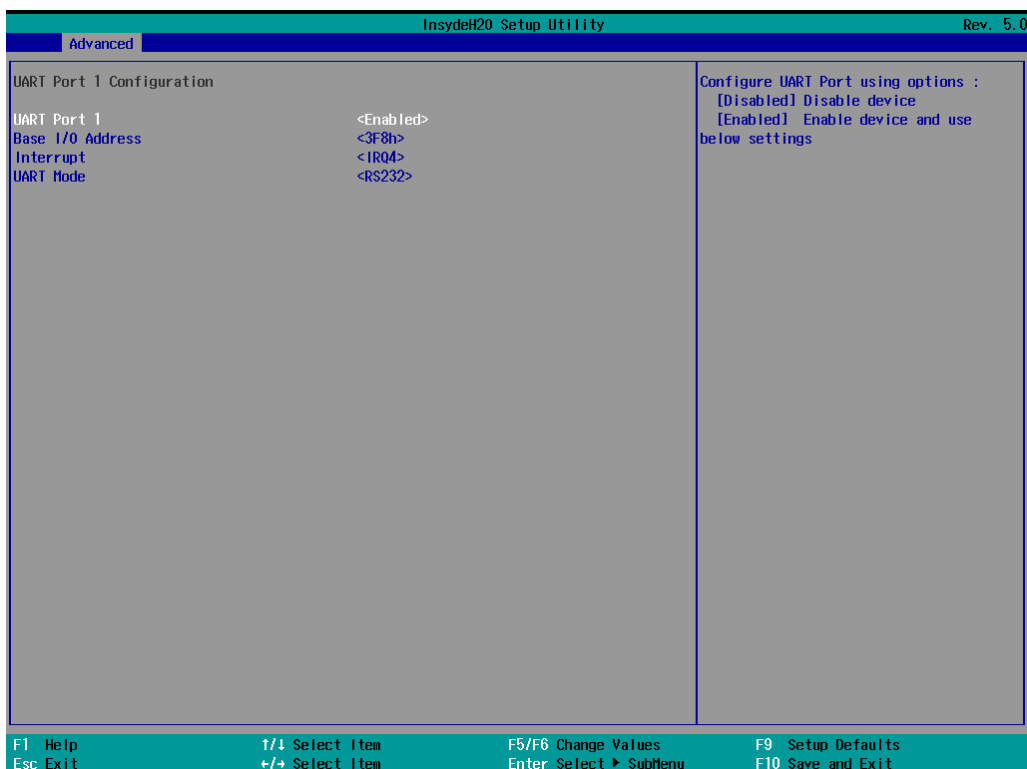 InsydeH20 Setup Utility Rev. 5.0
Advanced
UART Port 1 Configuration
UART Port 1 <Enabled>
Base I/O Address <3F8h>
Interrupt <IRQ4>
UART Mode <RS232>
Configure UART Port using options :
[Disabled] Disable device
[Enabled] Enable device and use
below settings
F1 Help ↑/↓ Select Item F5/F6 Change Values F9 Setup Defaults
Esc Exit ←/→ Select Item Enter Select ▶ SubMenu F10 Save and Exit